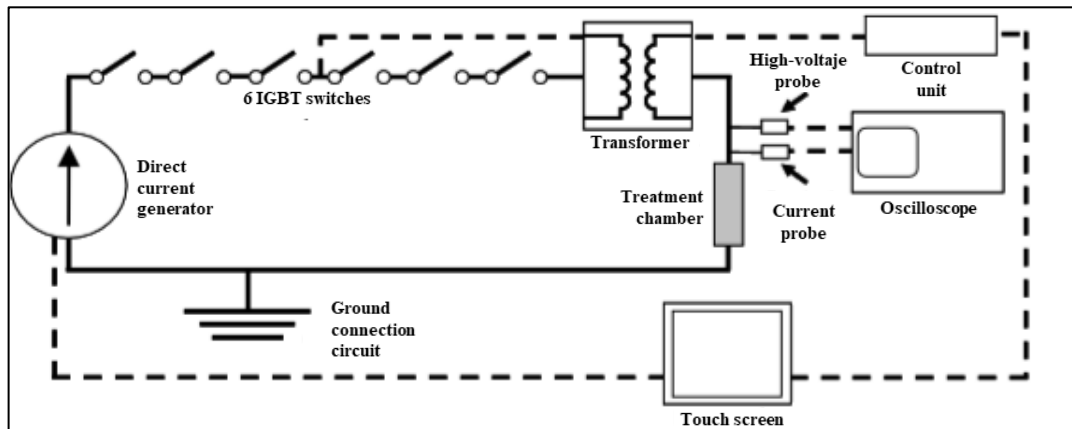 High-voltaje
probe
Control
unit
6 IGBT switches
Transformer
Direct
current
generator
Treatment
chamber
Current
probe
Oscilloscope
Ground
connection
circuit
Touch screen